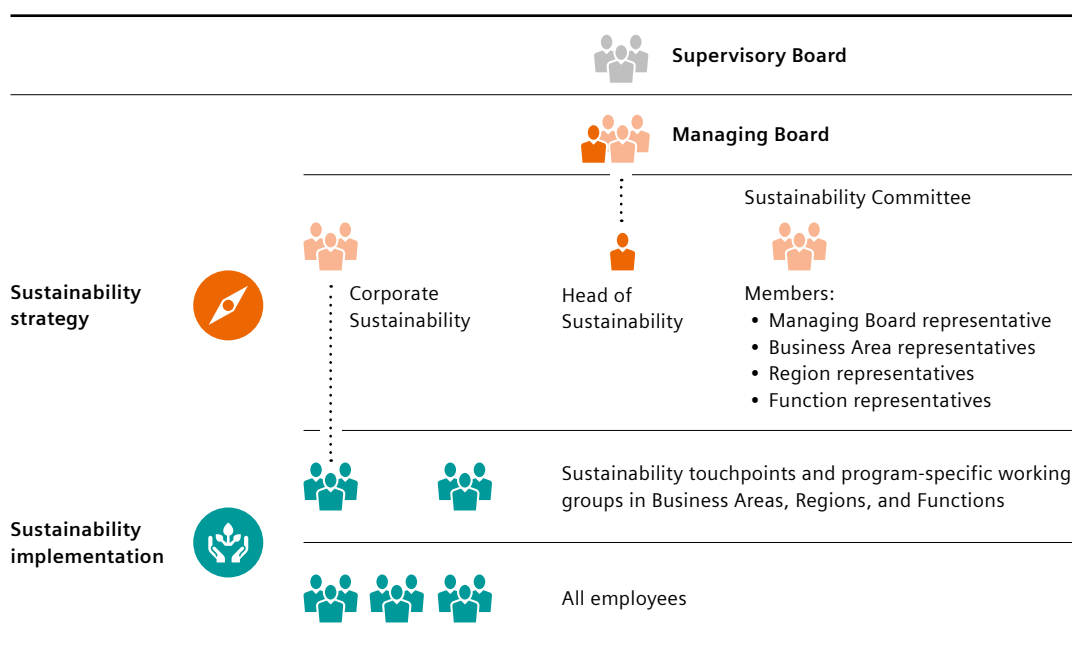 Supervisory Board
Managing Board
Sustainability Committee
Sustainability
strategy
Corporate
Sustainability
Head of
Sustainability
Members:
• Managing Board representative
• Business Area representatives
• Region representatives
• Function representatives
Sustainability
implementation
Sustainability touchpoints and program-specific working
groups in Business Areas, Regions, and Functions
All employees